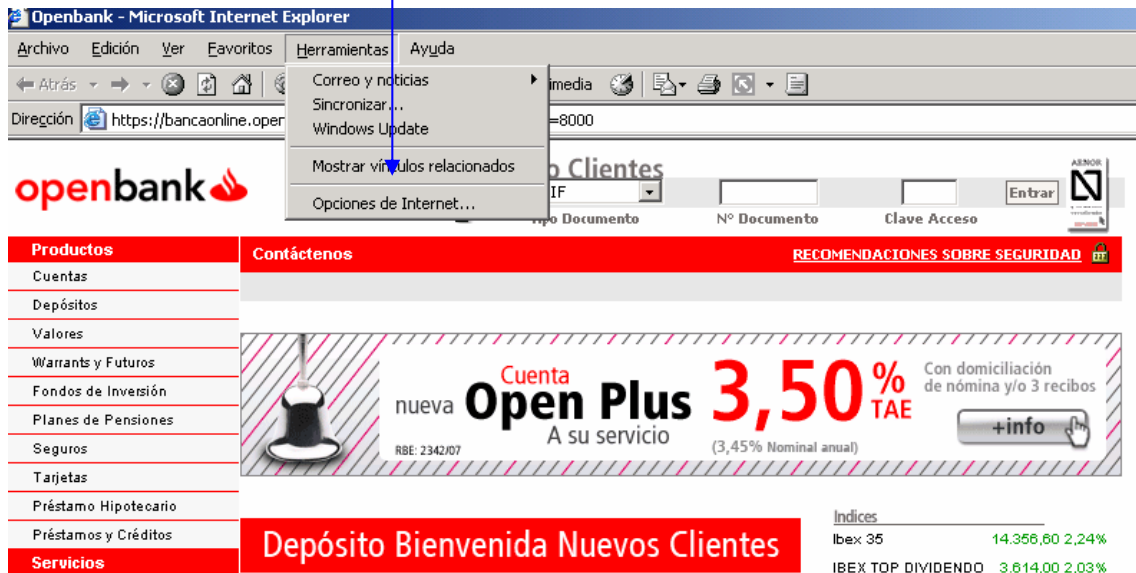 Openbank - Microsoft Internet Explorer
Archivo Edición Ver Favoritos Herramientas Ayuda
Atrás
Correo y noticias
Sincronizar...
Windows Update
Mostrar vínculos relacionados
Opciones de Internet...
Dirección https://bancaonline.oper =8000
openbank
Clientes
IF
Entrar
Documento Nº Documento Clave Acceso
Productos
Cuentas
Depósitos
Valores
Warrants y Futuros
Fondos de Inversión
Planes de Pensiones
Seguros
Tarjetas
Préstamo Hipotecario
Préstamos y Créditos
Servicios
Contáctenos RECOMENDACIONES SOBRE SEGURIDAD
nueva Cuenta
Open Plus
A su servicio
RBE: 2342/07
3,50 % TAE
(3,45% Nominal anual)
Con domiciliación
de nómina y/o 3 recibos
+info
Depósito Bienvenida Nuevos Clientes
Indices
Ibex 35 14.356,60 2,24%
IBEX TOP DIVIDENDO 3.614,00 2,03%